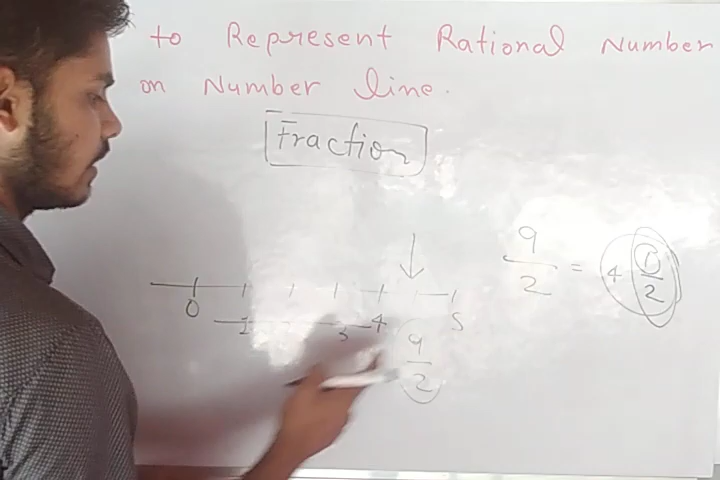 to Represent Rational Number
on Number line.
Fraction
9/2 = 4 1/2
0 1 3 4 5
9/2